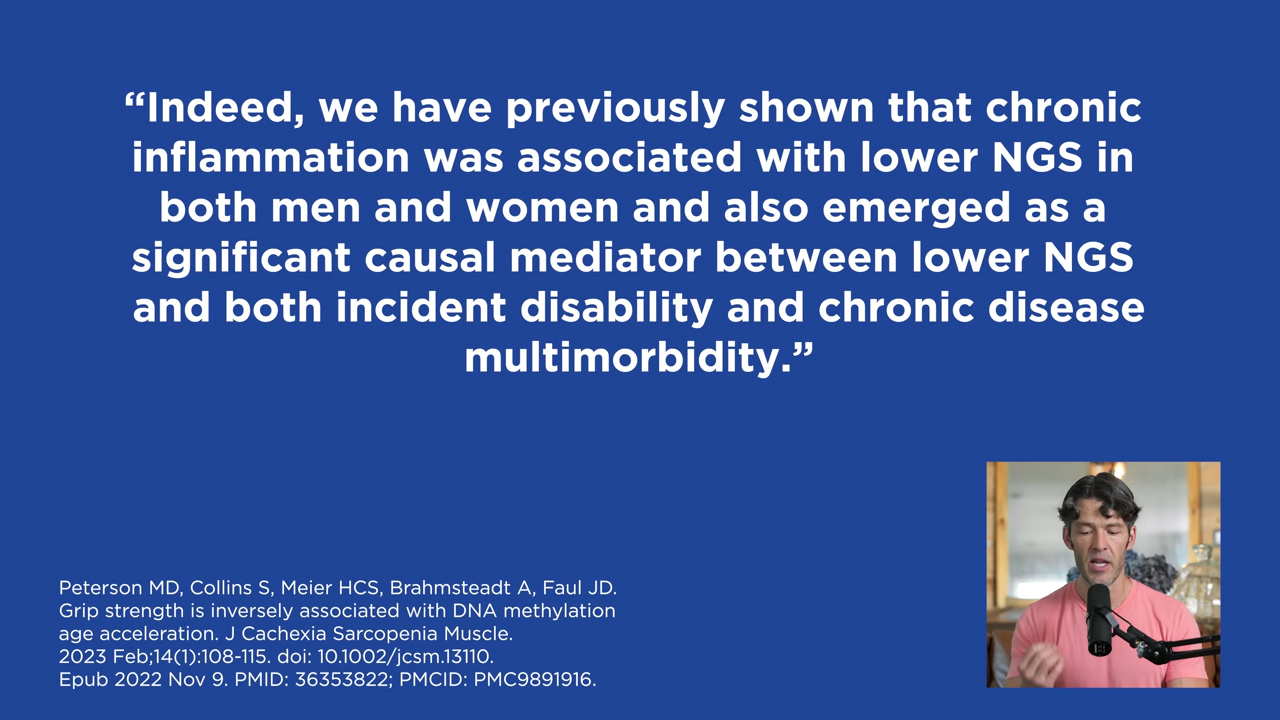 “Indeed, we have previously shown that chronic
inflammation was associated with lower NGS in
both men and women and also emerged as a
significant causal mediator between lower NGS
and both incident disability and chronic disease
multimorbidity.”
Peterson MD, Collins S, Meier HCS, Brahmsteadt A, Faul JD.
Grip strength is inversely associated with DNA methylation
age acceleration. J Cachexia Sarcopenia Muscle.
2023 Feb;14(1):108-115. doi: 10.1002/jcsm.13110.
Epub 2022 Nov 9. PMID: 36353822; PMCID: PMC9891916.